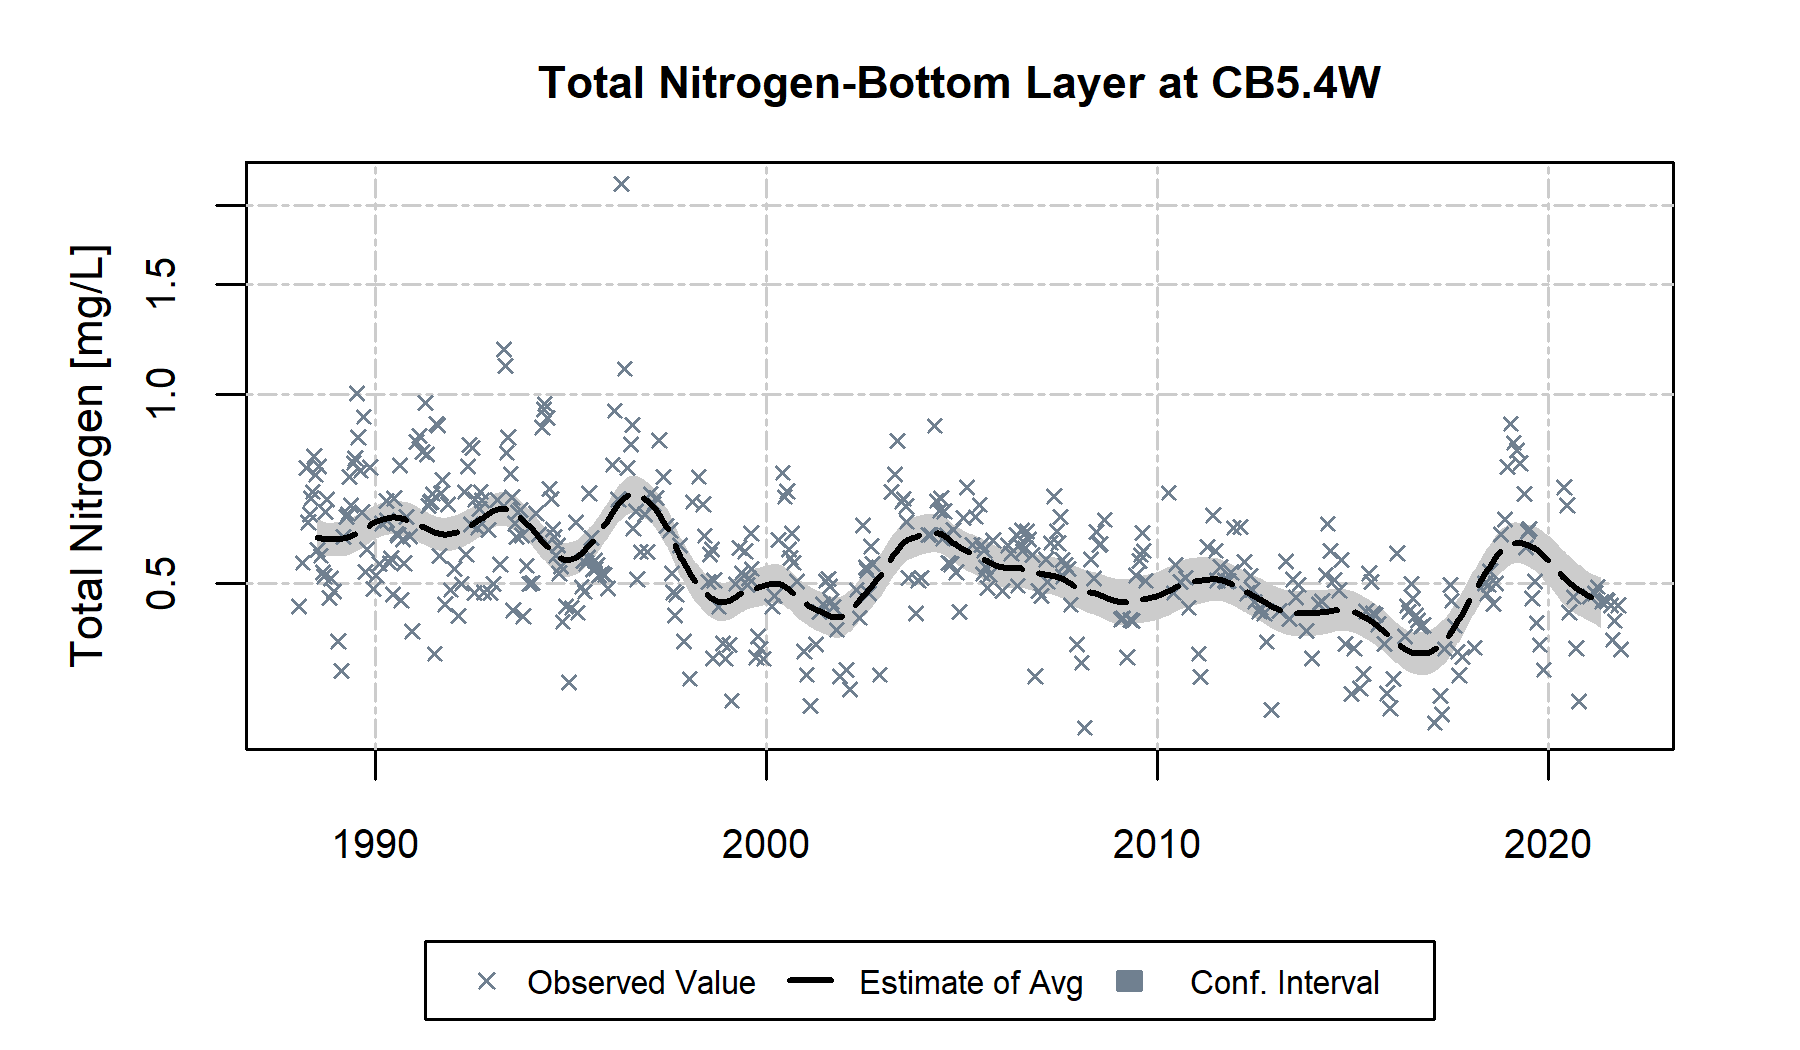 Total Nitrogen-Bottom Layer at CB5.4W
Total Nitrogen [mg/L]
1.5
1.0
0.5
1990 2000 2010 2020
Observed Value Estimate of Avg Conf. Interval